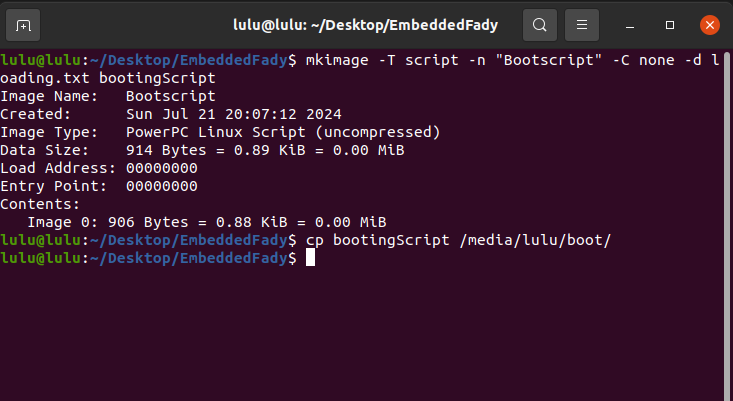 lulu@lulu: ~/Desktop/EmbeddedFady
lulu@lulu:~/Desktop/EmbeddedFady$ mkimage -T script -n "Bootscript" -C none -d l
oading.txt bootingScript
Image Name:   Bootscript
Created:      Sun Jul 21 20:07:12 2024
Image Type:   PowerPC Linux Script (uncompressed)
Data Size:    914 Bytes = 0.89 KiB = 0.00 MiB
Load Address: 00000000
Entry Point:  00000000
Contents:
   Image 0: 906 Bytes = 0.88 KiB = 0.00 MiB
lulu@lulu:~/Desktop/EmbeddedFady$ cp bootingScript /media/lulu/boot/
lulu@lulu:~/Desktop/EmbeddedFady$